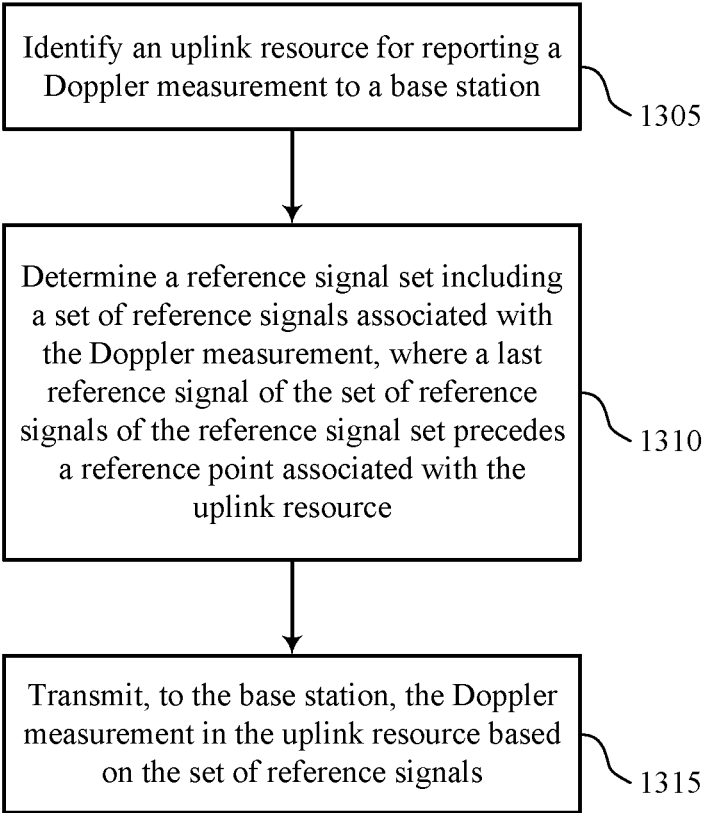 Identify an uplink resource for reporting a
Doppler measurement to a base station
1305
Determine a reference signal set including
a set of reference signals associated with
the Doppler measurement, where a last
reference signal of the set of reference
signals of the reference signal set precedes
a reference point associated with the
uplink resource
1310
Transmit, to the base station, the Doppler
measurement in the uplink resource based
on the set of reference signals
1315